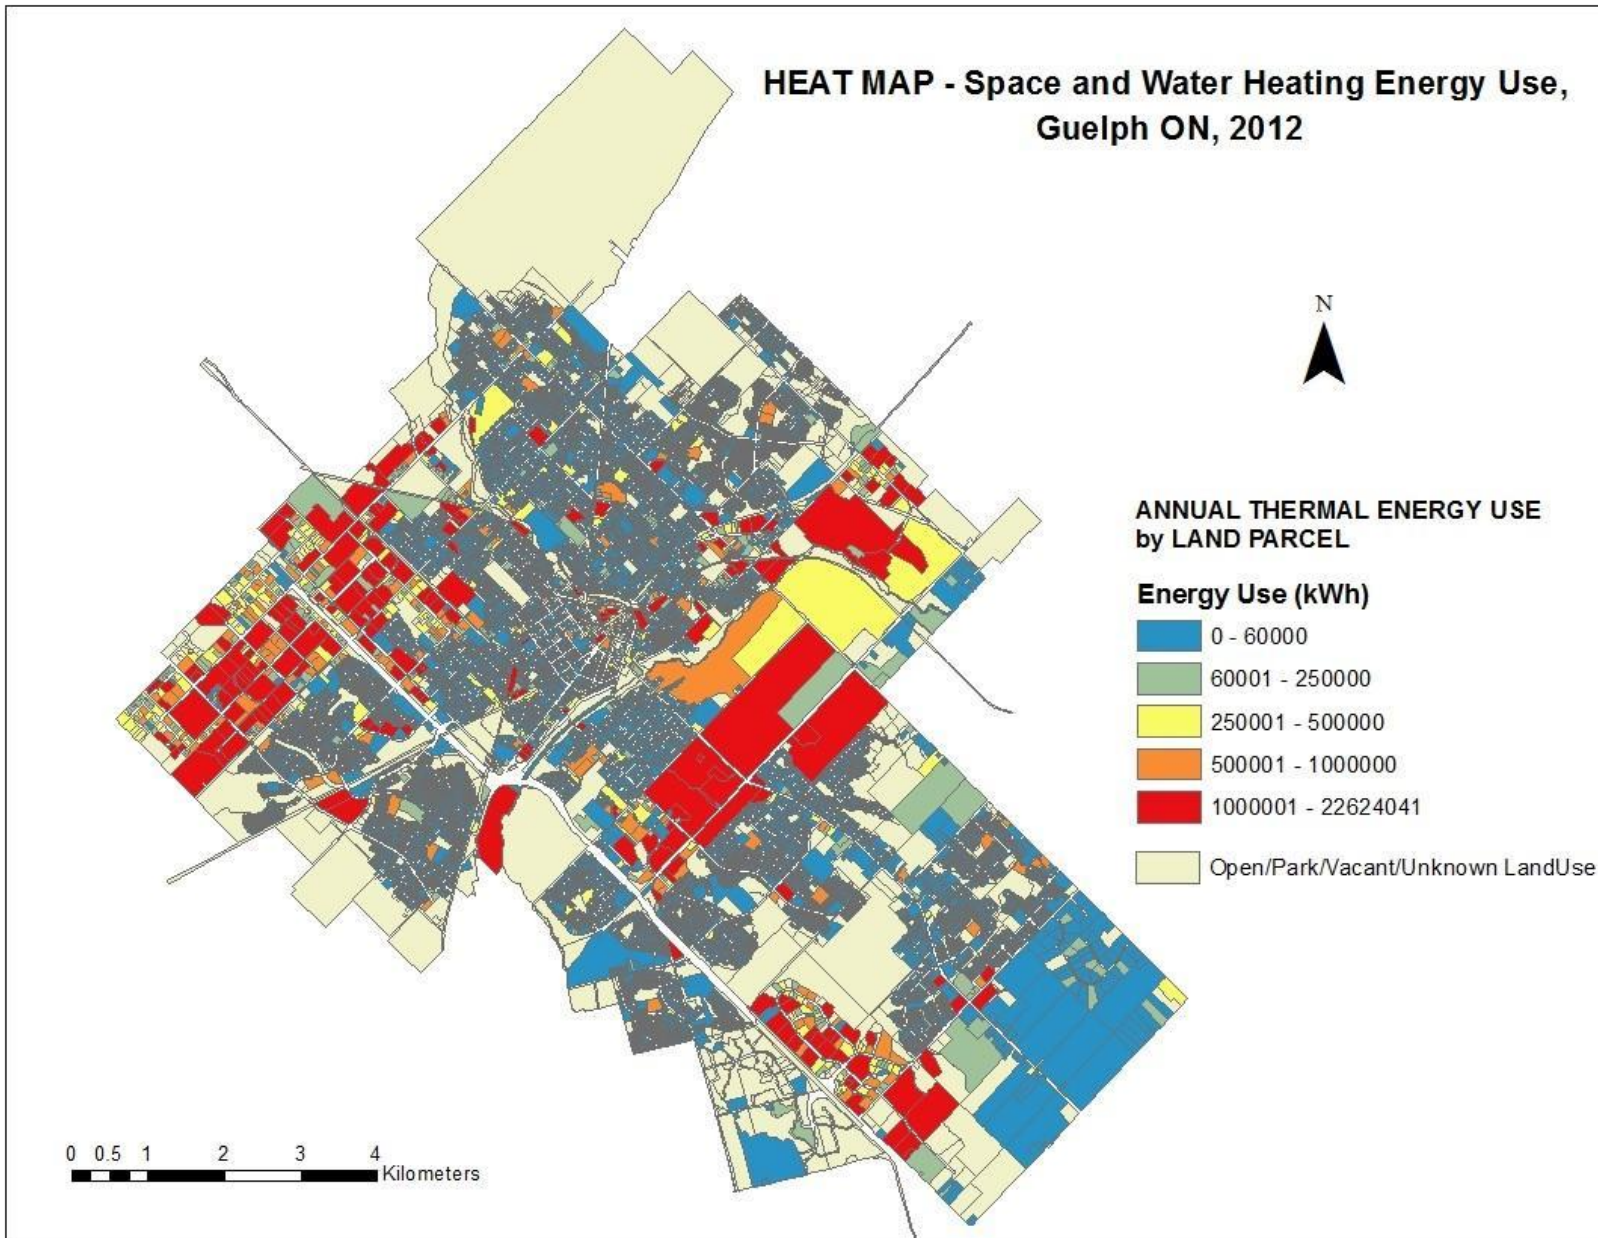 HEAT MAP - Space and Water Heating Energy Use,
Guelph ON, 2012
N
ANNUAL THERMAL ENERGY USE
by LAND PARCEL
Energy Use (kWh)
0 - 60000
60001 - 250000
250001 - 500000
500001 - 1000000
1000001 - 22624041
Open/Park/Vacant/Unknown LandUse
0 0.5 1 2 3 4
Kilometers